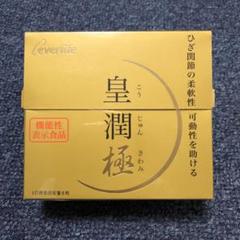 everlife
皇潤極
こう
じゅん
きわみ
ひざ関節の柔軟性 可動性を助ける
機能性
表示食品